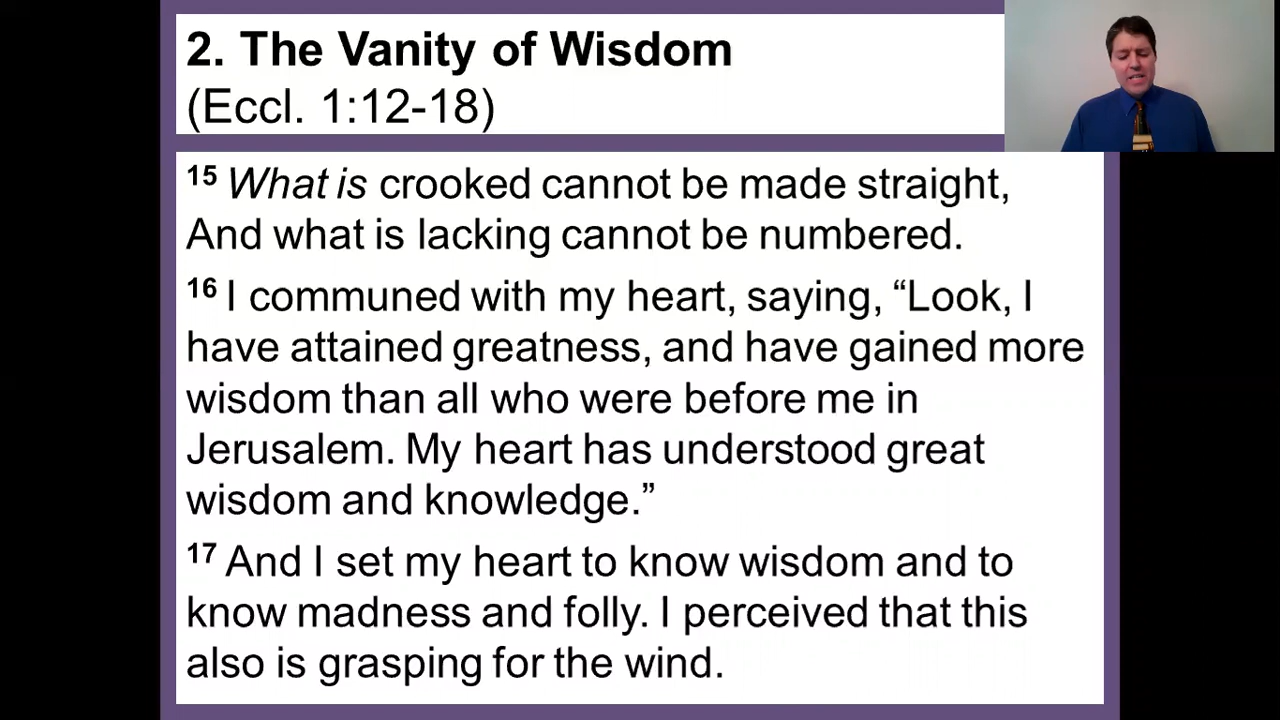 2. The Vanity of Wisdom
(Eccl. 1:12-18)
15 What is crooked cannot be made straight,
And what is lacking cannot be numbered.
16 I communed with my heart, saying, “Look, I
have attained greatness, and have gained more
wisdom than all who were before me in
Jerusalem. My heart has understood great
wisdom and knowledge.”
17 And I set my heart to know wisdom and to
know madness and folly. I perceived that this
also is grasping for the wind.